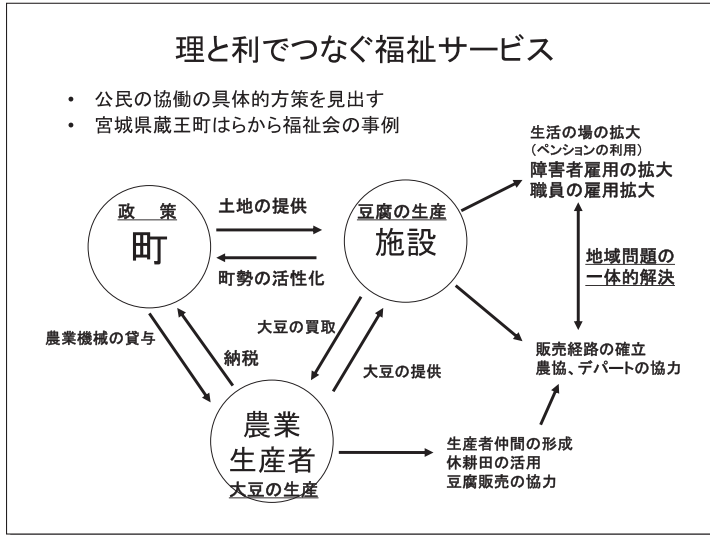 理と利でつなぐ福祉サービス
• 公民の協働の具体的方策を見出す
• 宮城県蔵王町はらから福祉会の事例
生活の場の拡大
（ペンションの利用）
障害者雇用の拡大
職員の雇用拡大
政　策
町
土地の提供
町勢の活性化
豆腐の生産
施設
地域問題の
一体的解決
農業機械の貸与
納税
大豆の買取
大豆の提供
販売経路の確立
農協、デパートの協力
農業
生産者
大豆の生産
生産者仲間の形成
休耕田の活用
豆腐販売の協力